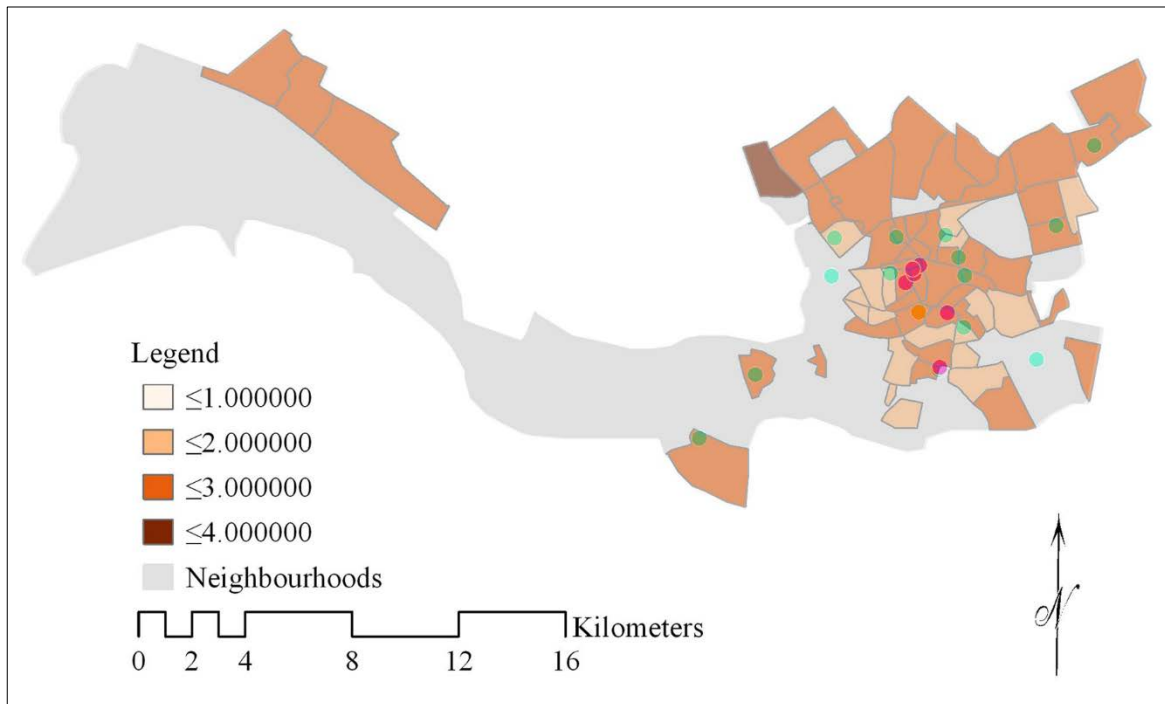 Legend
≤1.000000
≤2.000000
≤3.000000
≤4.000000
Neighbourhoods
Kilometers
0 2 4 8 12 16
N